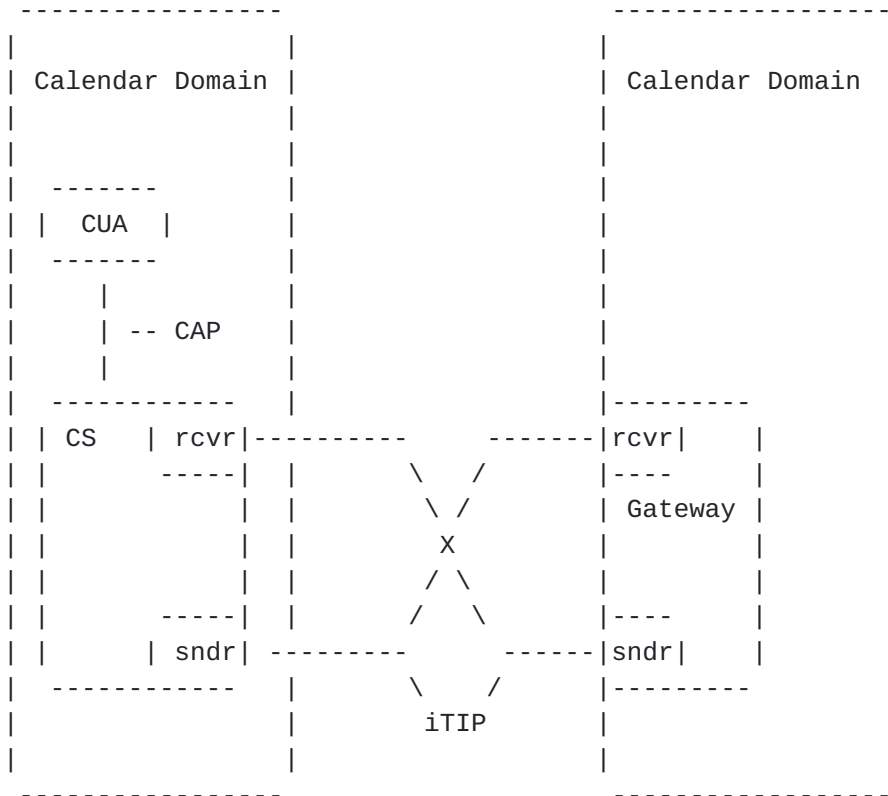 Calendar Domain Calendar Domain
CUA
-- CAP
CS rcvr rcvr
Gateway
X
sndr sndr
iTIP